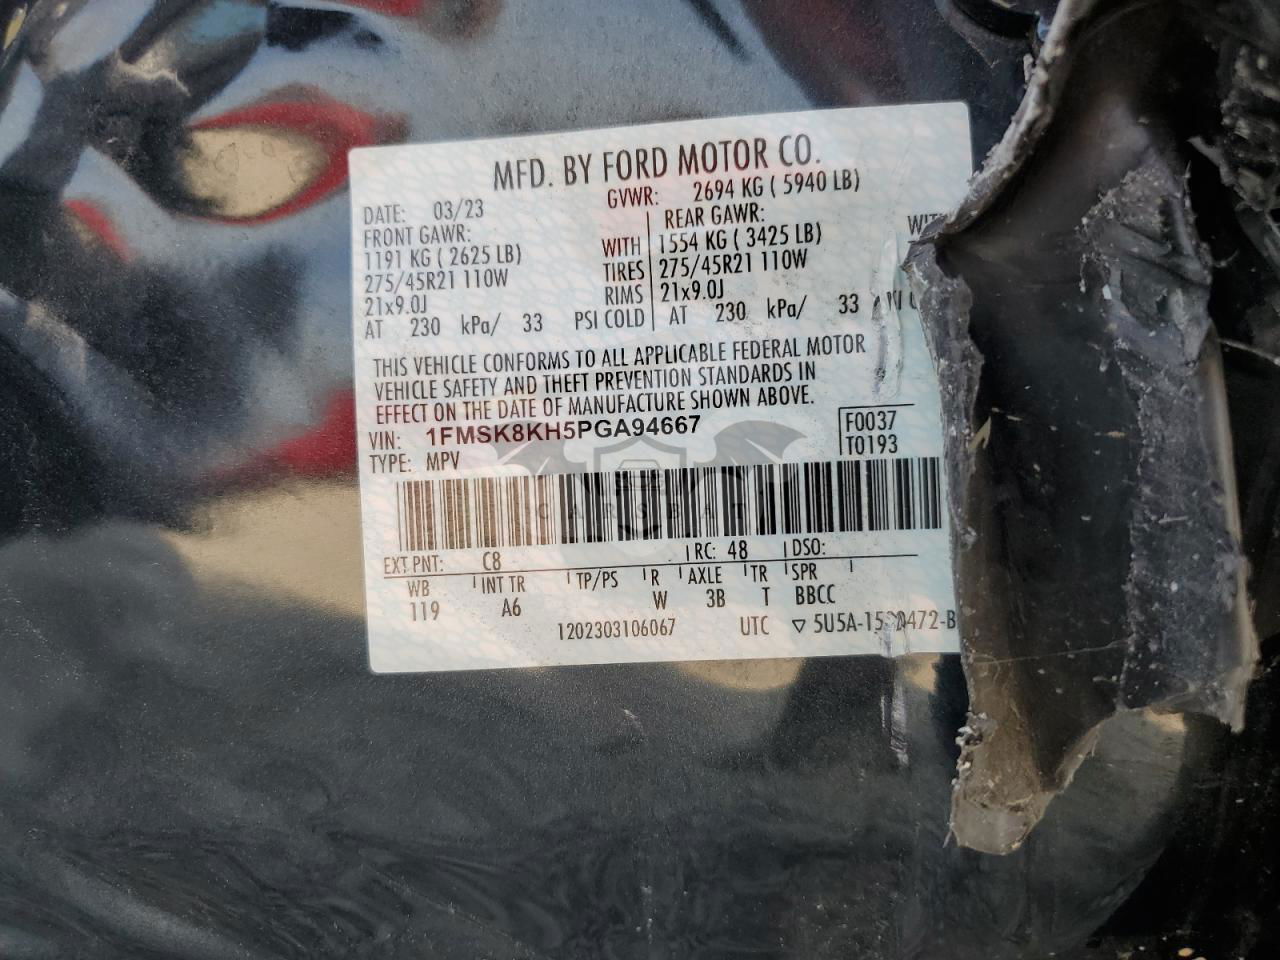 MFD. BY FORD MOTOR CO.
DATE: 03/23 GVWR: 2694 KG ( 5940 LB)
FRONT GAWR: REAR GAWR:
1191 KG ( 2625 LB) WITH 1554 KG ( 3425 LB)
275/45R21 110W TIRES 275/45R21 110W
21x9.0J RIMS 21x9.0J
AT 230 kPa/ 33 PSI COLD AT 230 kPa/ 33
THIS VEHICLE CONFORMS TO ALL APPLICABLE FEDERAL MOTOR
VEHICLE SAFETY AND THEFT PREVENTION STANDARDS IN
EFFECT ON THE DATE OF MANUFACTURE SHOWN ABOVE.
VIN: 1FMSK8KH5PGA94667 F0037
TYPE: MPV T0193
CARSBAT
EXT PNT: C8 RC: 48 DSO:
WB INT TR TP/PS R AXLE TR SPR
119 A6 W 3B T BBCC
1202303106067 UTC